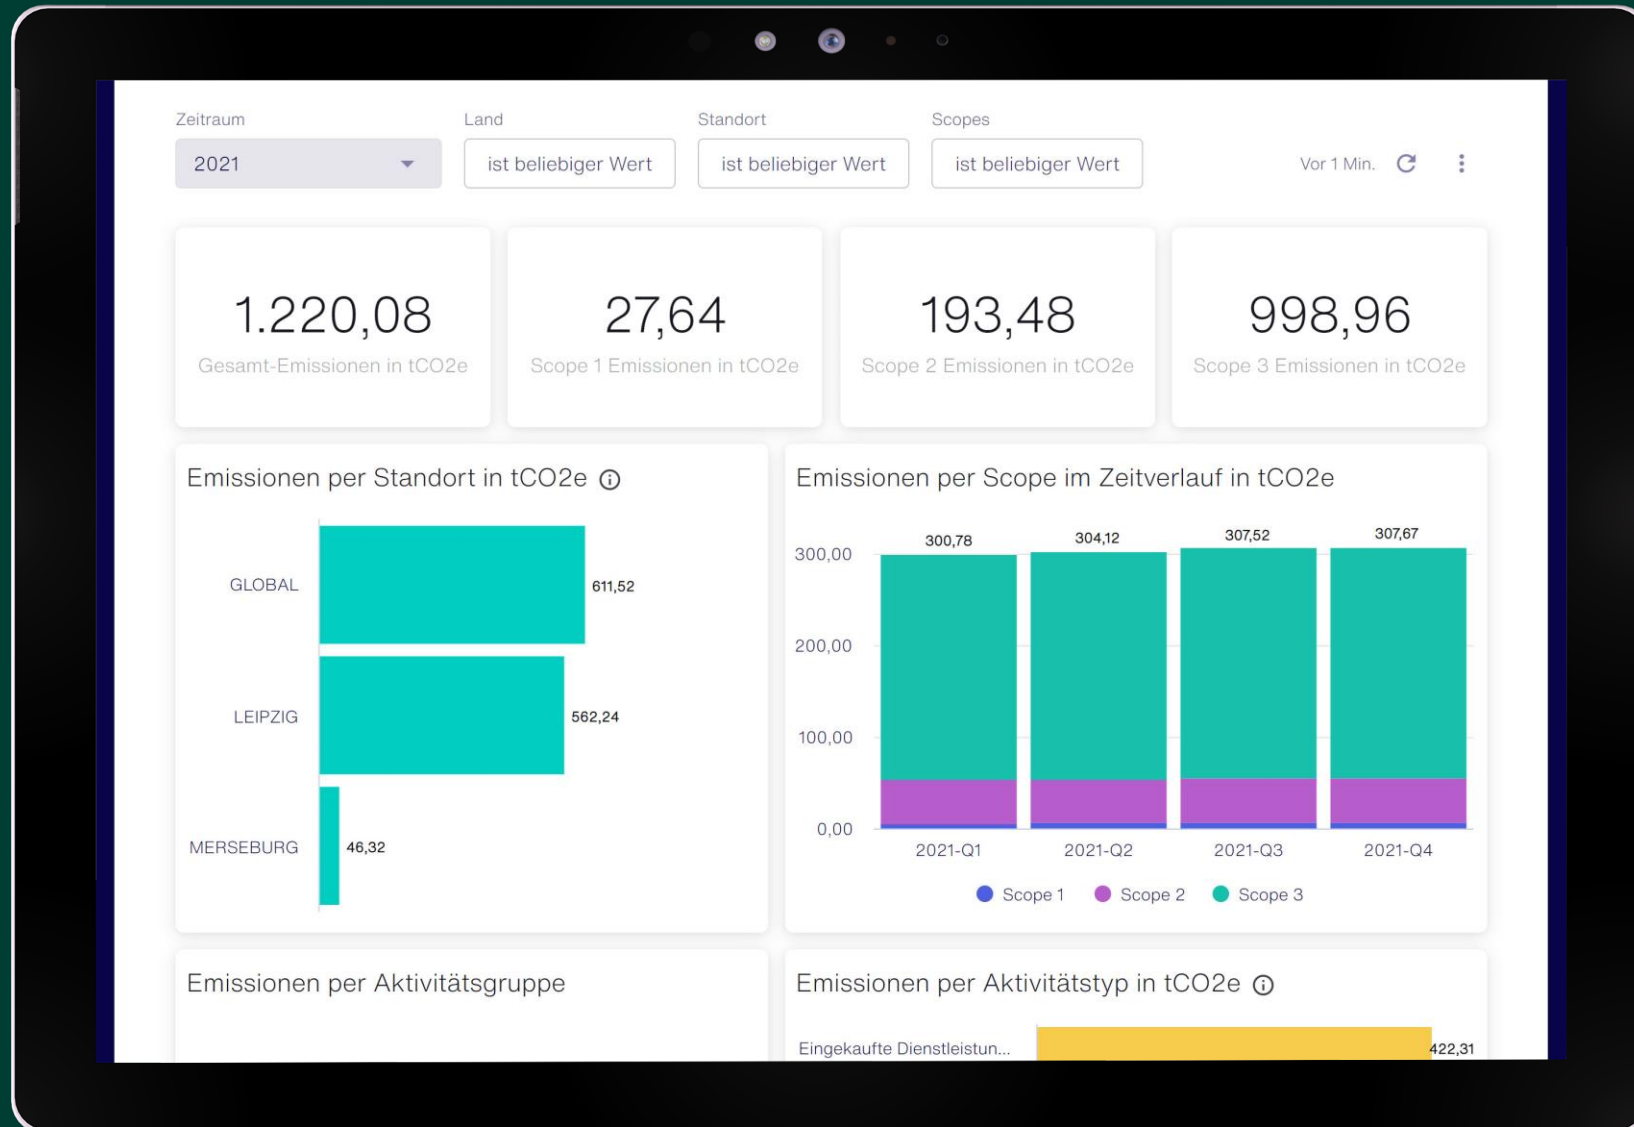 Zeitraum Land Standort Scopes
2021 ist beliebiger Wert ist beliebiger Wert ist beliebiger Wert Vor 1 Min.
1.220,08 27,64 193,48 998,96
Gesamt-Emissionen in tCO2e Scope 1 Emissionen in tCO2e Scope 2 Emissionen in tCO2e Scope 3 Emissionen in tCO2e
Emissionen per Standort in tCO2e
GLOBAL 611,52
LEIPZIG 562,24
MERSEBURG 46,32
Emissionen per Scope im Zeitverlauf in tCO2e
300,78 304,12 307,52 307,67
300,00
200,00
100,00
0,00
2021-Q1 2021-Q2 2021-Q3 2021-Q4
Scope 1 Scope 2 Scope 3
Emissionen per Aktivitätsgruppe
Emissionen per Aktivitätstyp in tCO2e
Eingekaufte Dienstleistun... 422,31